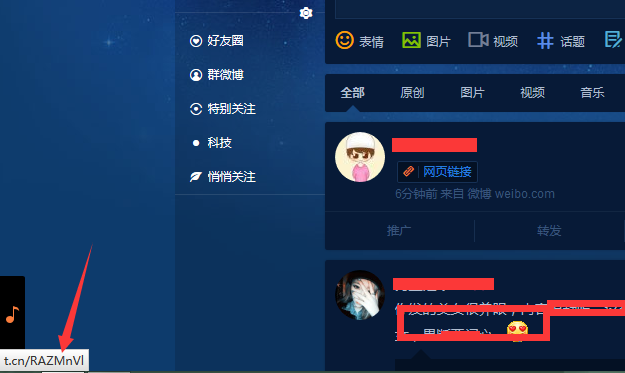 表情 图片 视频 话题
好友圈
群微博
特别关注
科技
悄悄关注
全部 原创 图片 视频 音乐
网页链接
6分钟前 来自 微博 weibo.com
推广 转发
t.cn/RAZMnVl